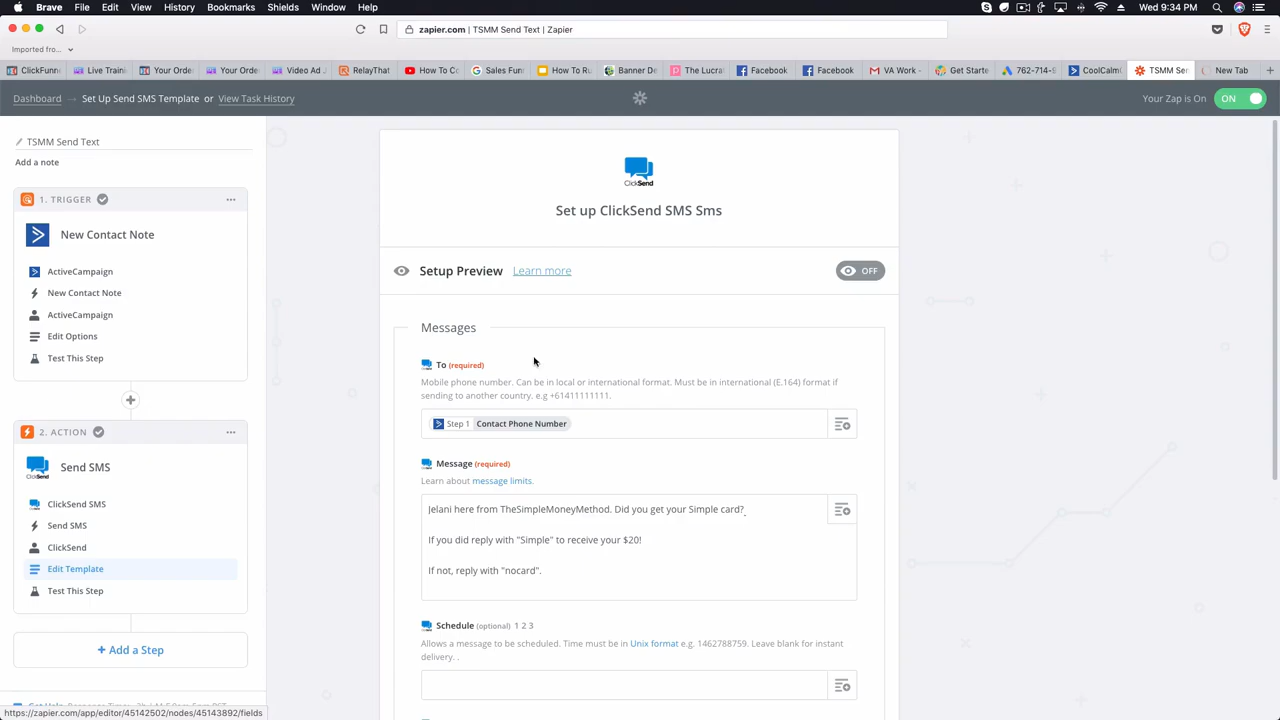 Brave File Edit View History Bookmarks Shields Window Help
Wed 9:34 PM
zapier.com | TSMM Send Text | Zapier
Imported fro...
ClickFunne Live Train Your Orde Your Orde Video Ad J RelayThat How To C Sales Fun How To Ru Banner De The Lucrat Facebook Facebook VA Work - Get Starte 762-714-9 CoolCalm TSMM Sen New Tab
Dashboard → Set Up Send SMS Template or View Task History
Your Zap is On ON
TSMM Send Text
Add a note
1. TRIGGER
New Contact Note
ActiveCampaign
New Contact Note
ActiveCampaign
Edit Options
Test This Step
2. ACTION
Send SMS
ClickSend SMS
Send SMS
ClickSend
Edit Template
Test This Step
+ Add a Step
https://zapier.com/app/editor/45142502/nodes/45143892/fields
ClickSend
Set up ClickSend SMS Sms
Setup Preview Learn more
OFF
Messages
To (required)
Mobile phone number. Can be in local or international format. Must be in international (E.164) format if
sending to another country. e.g +61411111111.
Step 1 Contact Phone Number
Message (required)
Learn about message limits.
Jelani here from TheSimpleMoneyMethod. Did you get your Simple card?
If you did reply with "Simple" to receive your $20!
If not, reply with "nocard".
Schedule (optional) 1 2 3
Allows a message to be scheduled. Time must be in Unix format e.g. 1462788759. Leave blank for instant
delivery. .